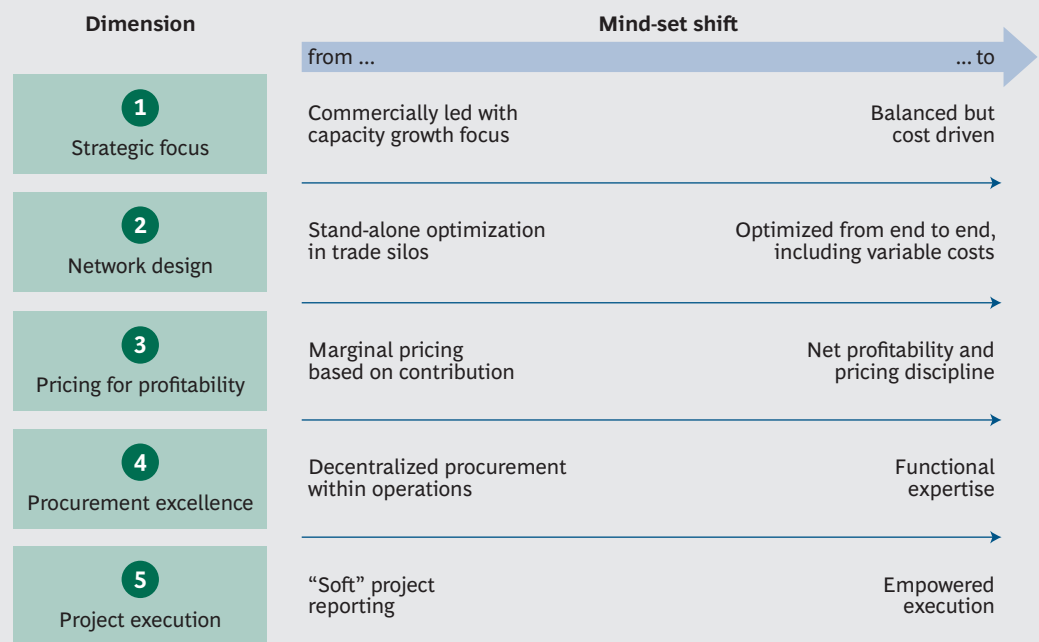 Dimension
Mind-set shift
from ...
... to
1
Strategic focus
Commercially led with
capacity growth focus
Balanced but
cost driven
2
Network design
Stand-alone optimization
in trade silos
Optimized from end to end,
including variable costs
3
Pricing for profitability
Marginal pricing
based on contribution
Net profitability and
pricing discipline
4
Procurement excellence
Decentralized procurement
within operations
Functional
expertise
5
Project execution
“Soft” project
reporting
Empowered
execution